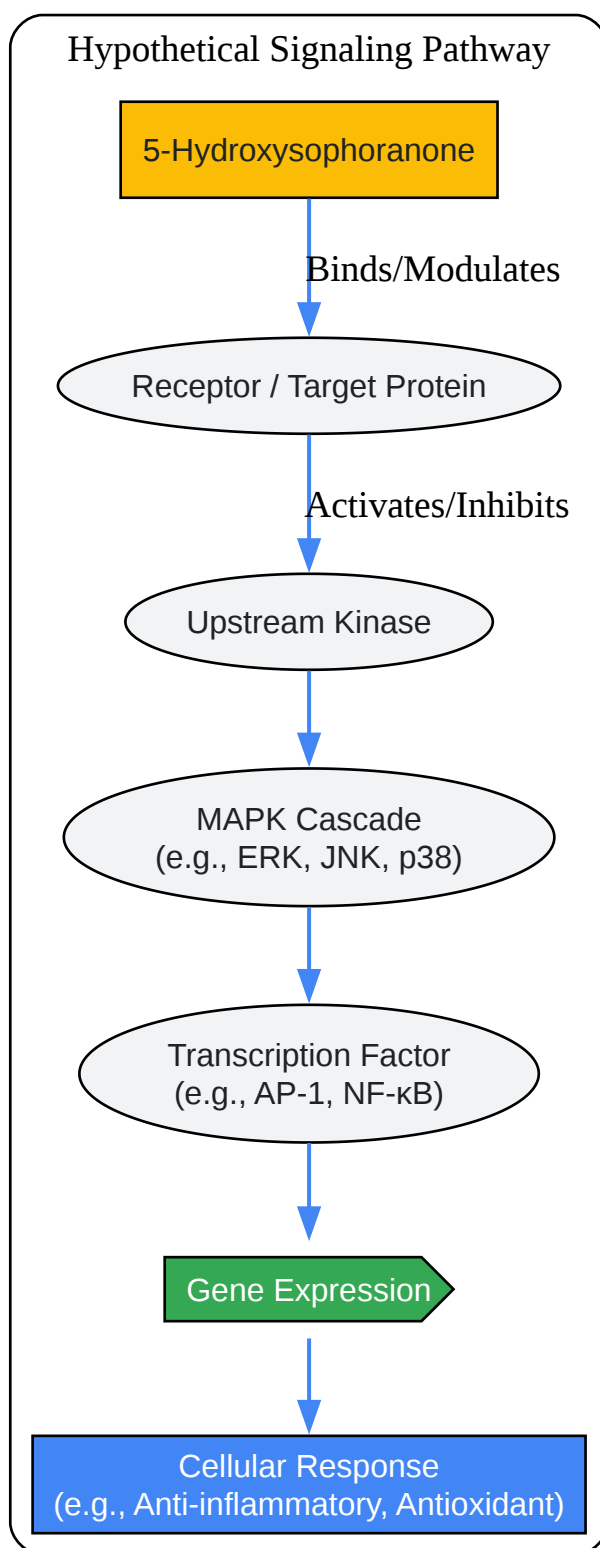 Hypothetical Signaling Pathway
5-Hydroxysophoranone
Binds/Modulates
Receptor / Target Protein
Activates/Inhibits
Upstream Kinase
MAPK Cascade
(e.g., ERK, JNK, p38)
Transcription Factor
(e.g., AP-1, NF-κB)
Gene Expression
Cellular Response
(e.g., Anti-inflammatory, Antioxidant)